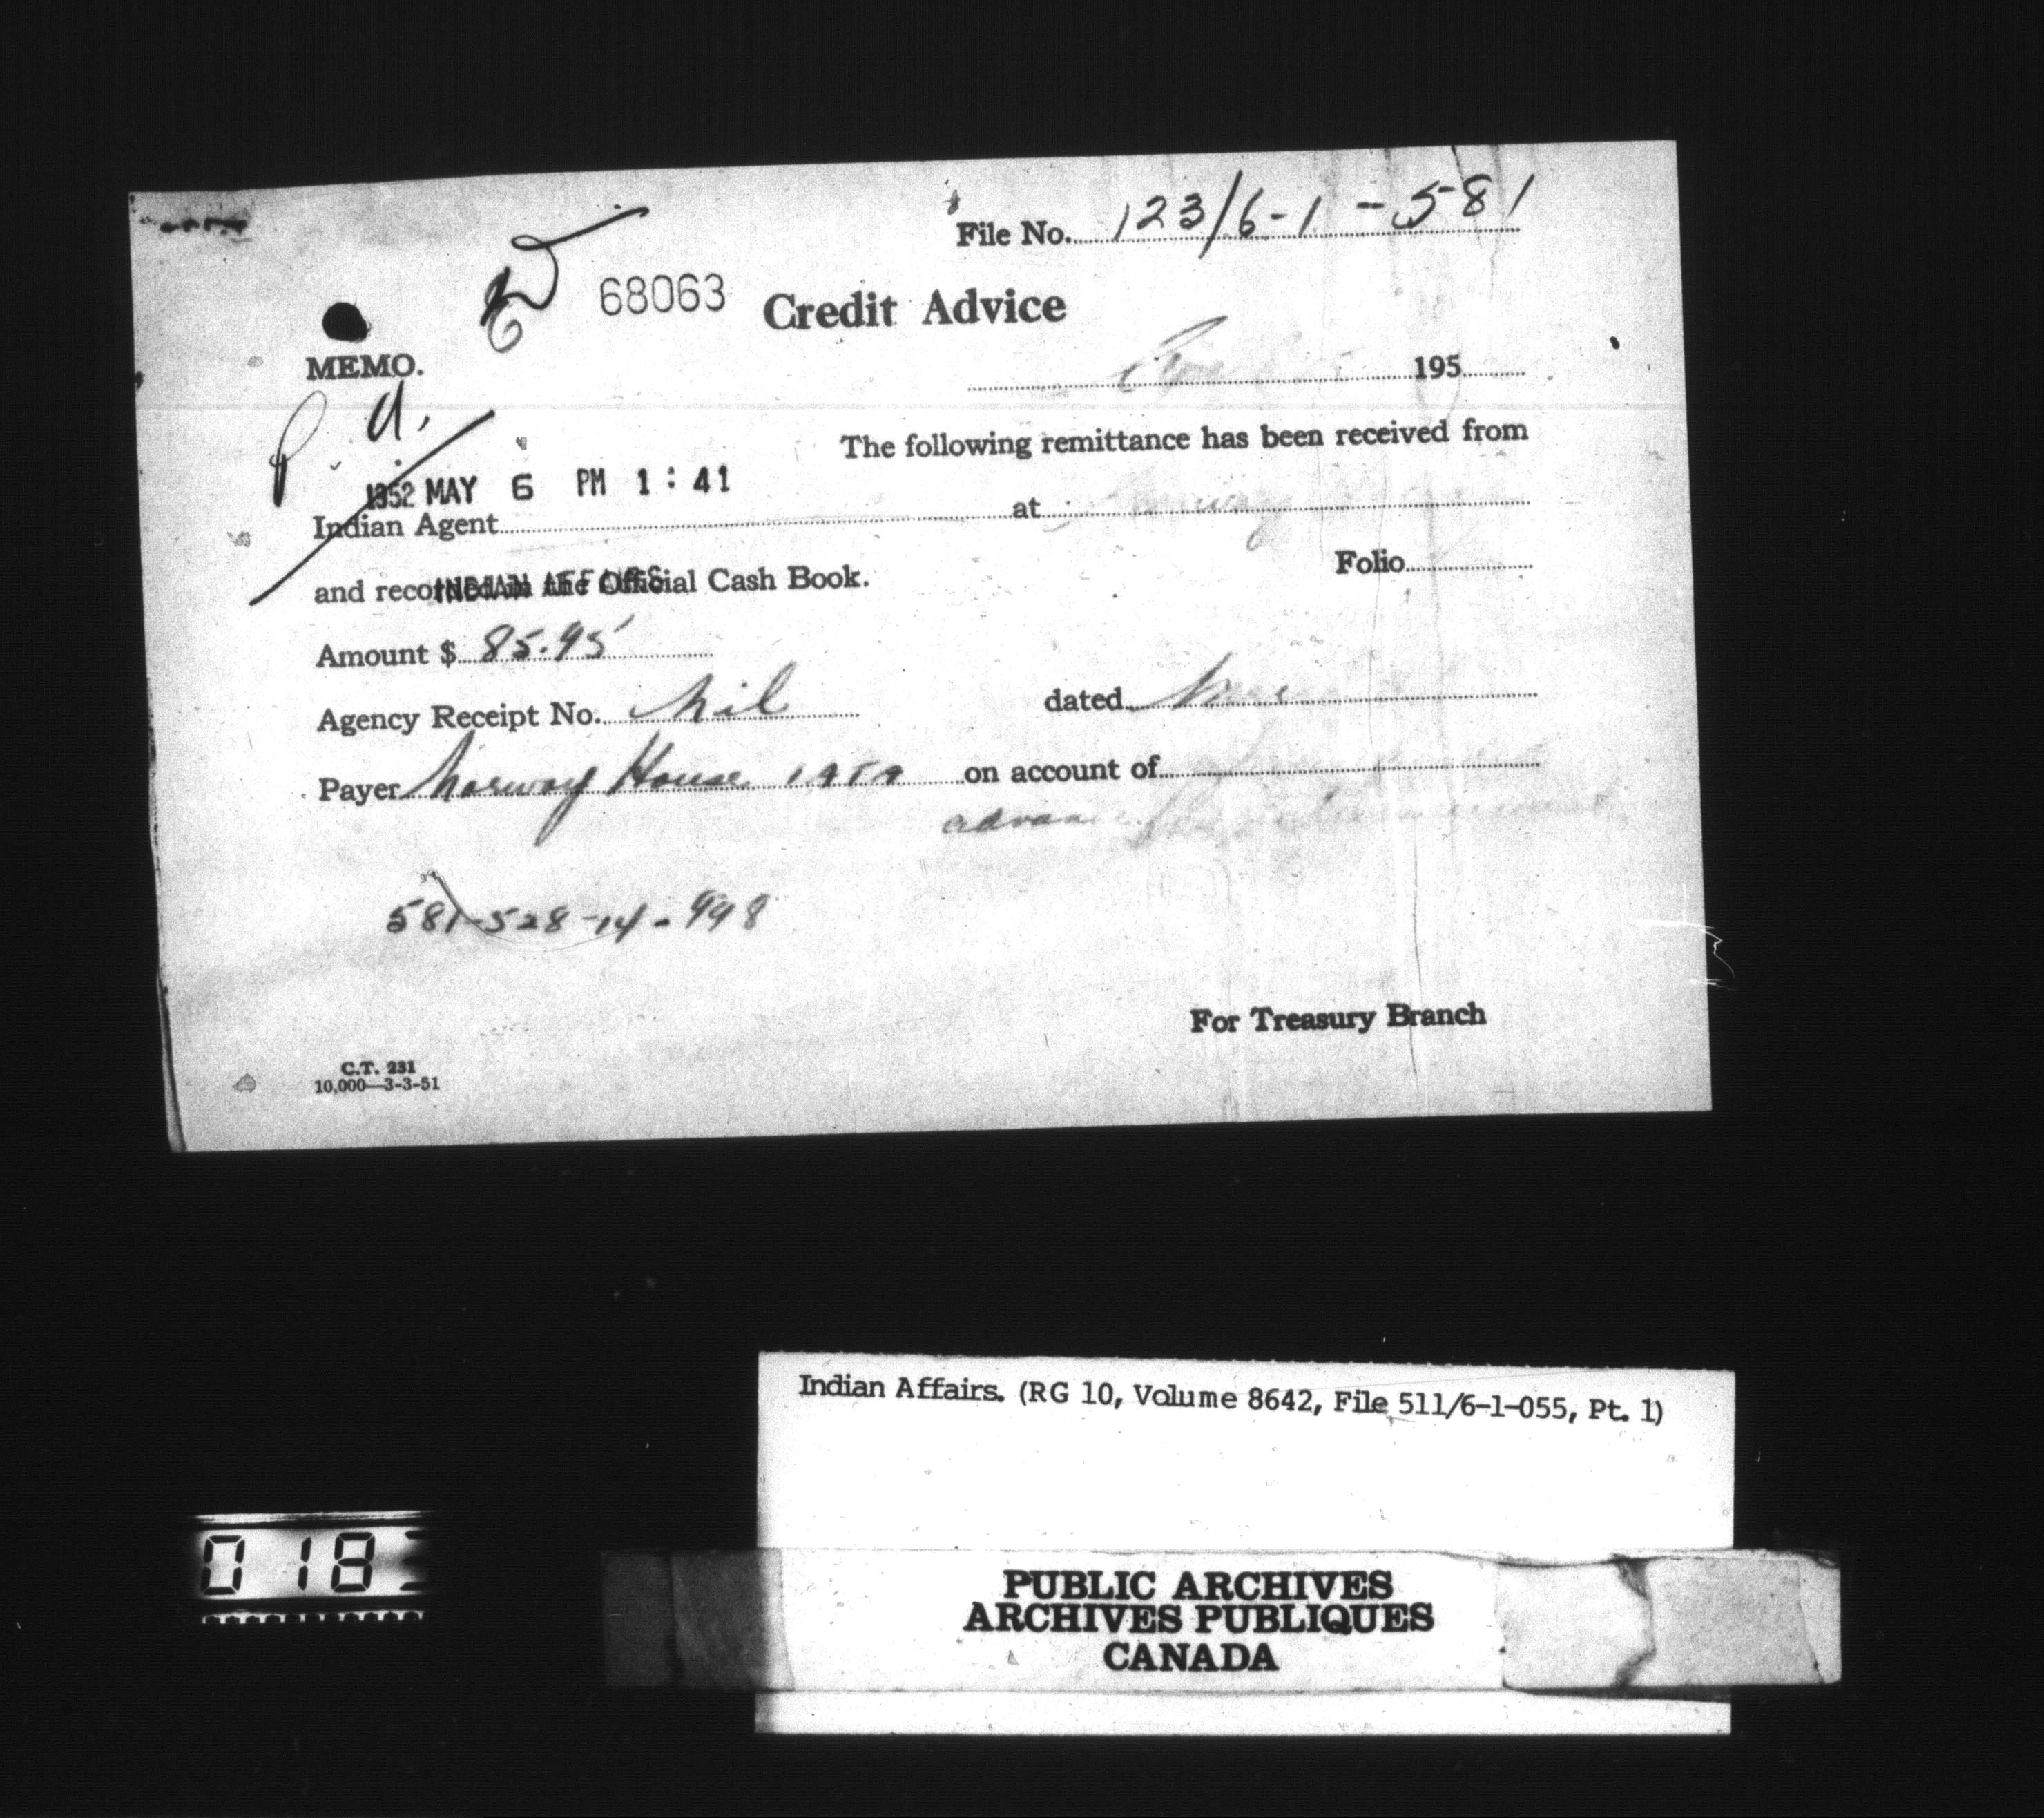 File No. 123/6-1 -581
68063 Credit Advice
MEMO.
195
P. A.
The following remittance has been received from
1952 MAY 6 PM 1:41
Indian Agent at
Folio
and recorded in the Official Cash Book.
INDIAN AFFAIRS
Amount $ 85.95
Agency Receipt No. Nil dated
Payer Norway House on account of
advance
581-528-14-998
For Treasury Branch
C.T. 231
10,000—3-3-51
Indian Affairs. (RG 10, Volume 8642, File 511/6-1-055, Pt. 1)
018
PUBLIC ARCHIVES
ARCHIVES PUBLIQUES
CANADA